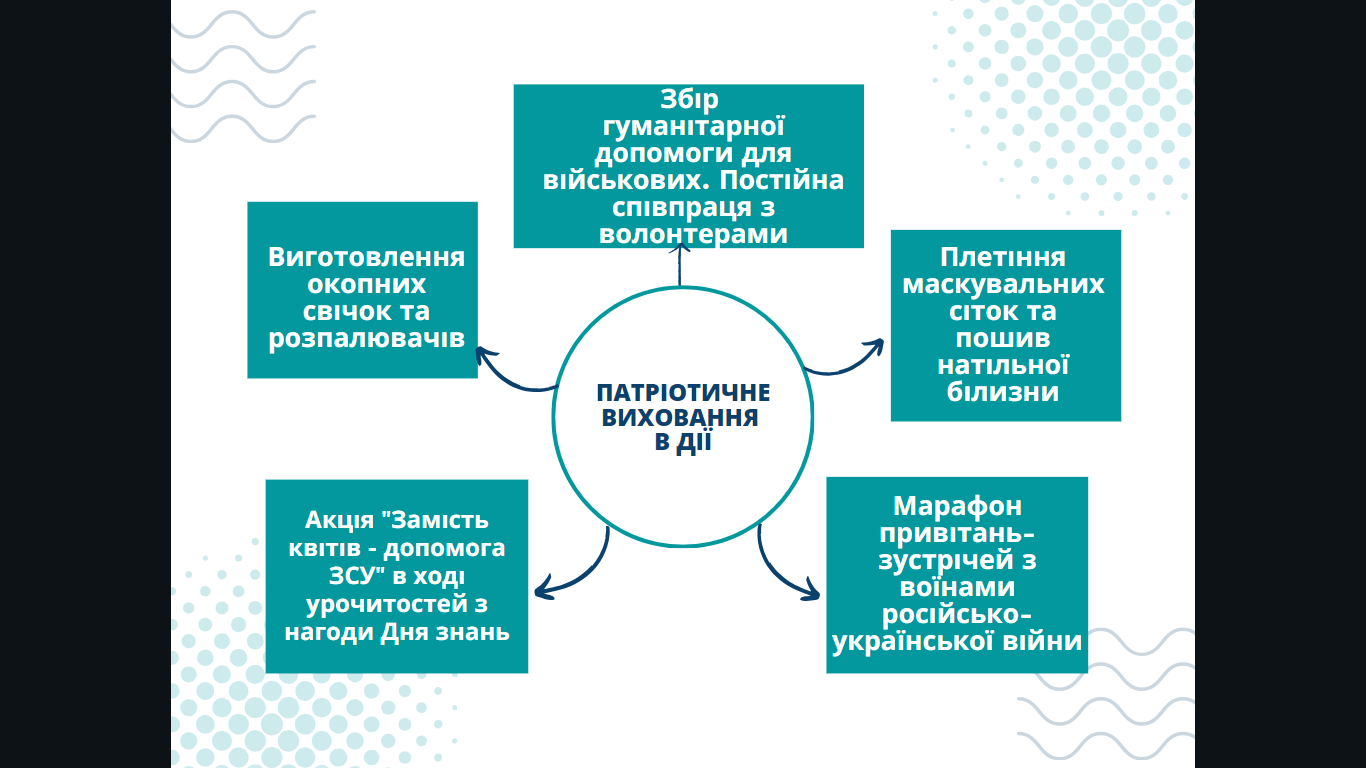 Збір
гуманітарної
допомоги для
військових. Постійна
співпраця з
волонтерами
Виготовлення
окопних
свічок та
розпалювачів
Плетіння
маскувальних
сіток та
пошив
натільної
білизни
ПАТРІОТИЧНЕ
ВИХОВАННЯ
В ДІЇ
Акція "Замість
квітів - допомога
ЗСУ" в ході
урочитостей з
нагоди Дня знань
Марафон
привітань-
зустрічей з
воїнами
російсько-
української війни